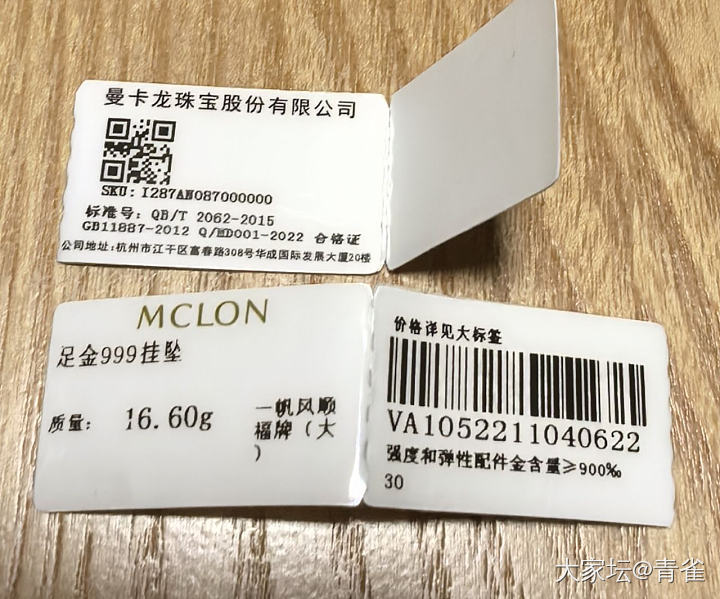 曼卡龙珠宝股份有限公司
SKU: I287AN087000000
标准号: QB/T 2062-2015
GB11887-2012 Q/MD001-2022 合格证
公司地址:杭州市江干区富春路308号华成国际发展大厦20楼
MCLON
足金999挂坠
质量: 16.60g
一帆风顺
福牌（大
）
价格详见大标签
VA1052211040622
强度和弹性配件金含量≥900‰
30
大家坛@青雀